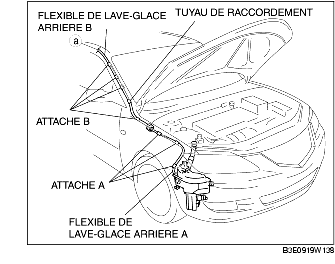 FLEXIBLE DE LAVE-GLACE
ARRIERE B
TUYAU DE RACCORDEMENT
a
ATTACHE B
ATTACHE A
FLEXIBLE DE
LAVE-GLACE ARRIERE A
B3E0919W138